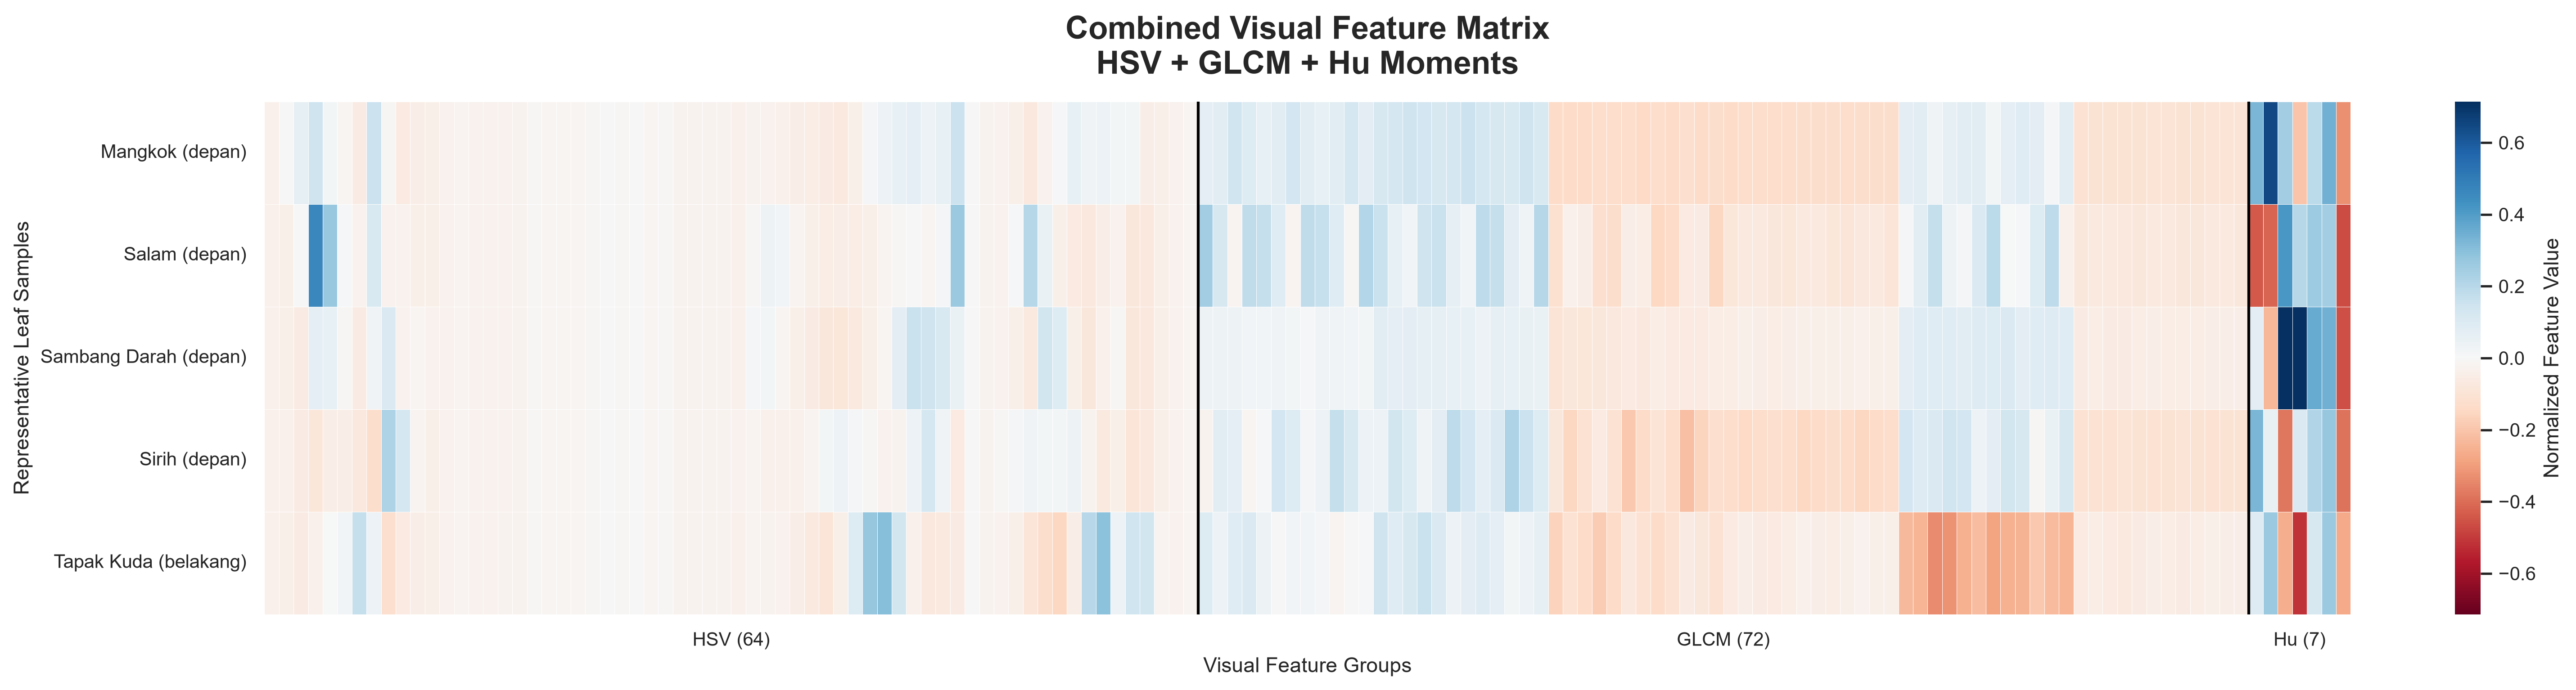 Combined Visual Feature Matrix
HSV + GLCM + Hu Moments
Representative Leaf Samples
Mangkok (depan)
Salam (depan)
Sambang Darah (depan)
Sirih (depan)
Tapak Kuda (belakang)
HSV (64)
GLCM (72)
Hu (7)
Visual Feature Groups
0.6
0.4
0.2
0.0
−0.2
−0.4
−0.6
Normalized Feature Value